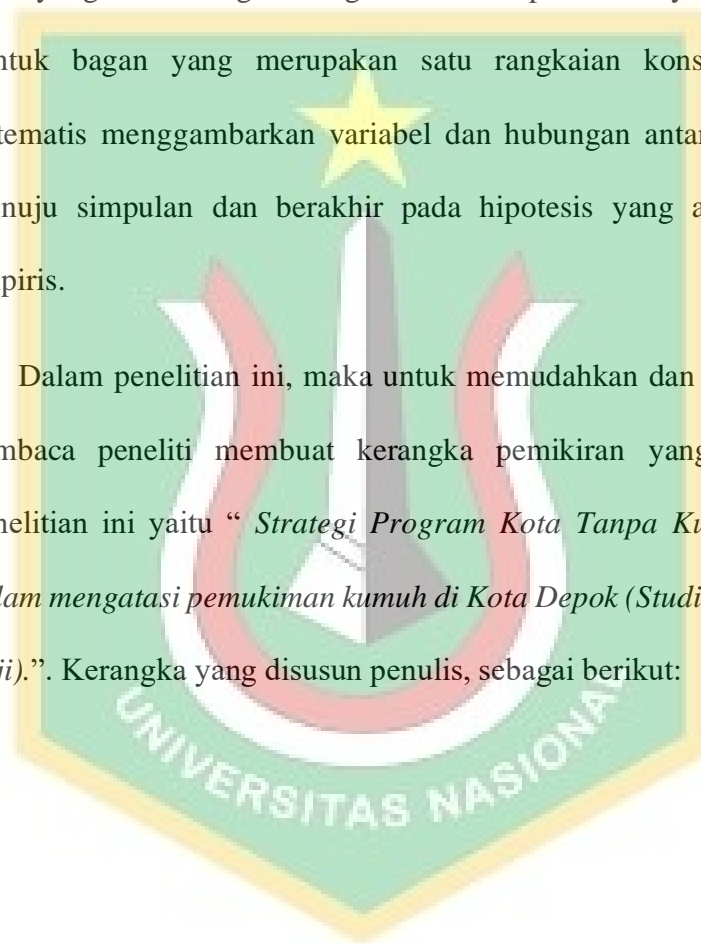 yang
ntuk bagan yang merupakan satu rangkaian kons
tematis menggambarkan variabel dan hubungan antar
nuju simpulan dan berakhir pada hipotesis yang a
piris.
Dalam penelitian ini, maka untuk memudahkan dan
mbaca peneliti membuat kerangka pemikiran yang
nelitian ini yaitu “ Strategi Program Kota Tanpa Ku
lam mengatasi pemukiman kumuh di Kota Depok (Studi
ji).”. Kerangka yang disusun penulis, sebagai berikut:
UNIVERSITAS NASIONA